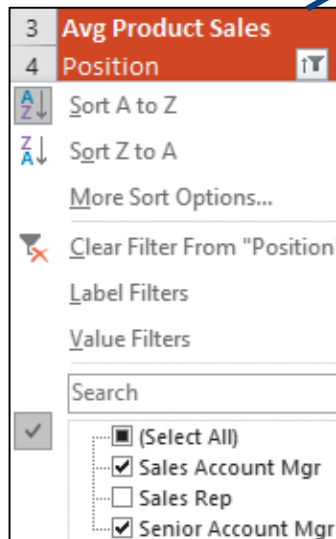 3 Avg Product Sales
4 Position
Sort A to Z
Sort Z to A
More Sort Options...
Clear Filter From "Position
Label Filters
Value Filters
Search
(Select All)
Sales Account Mgr
Sales Rep
Senior Account Mgr